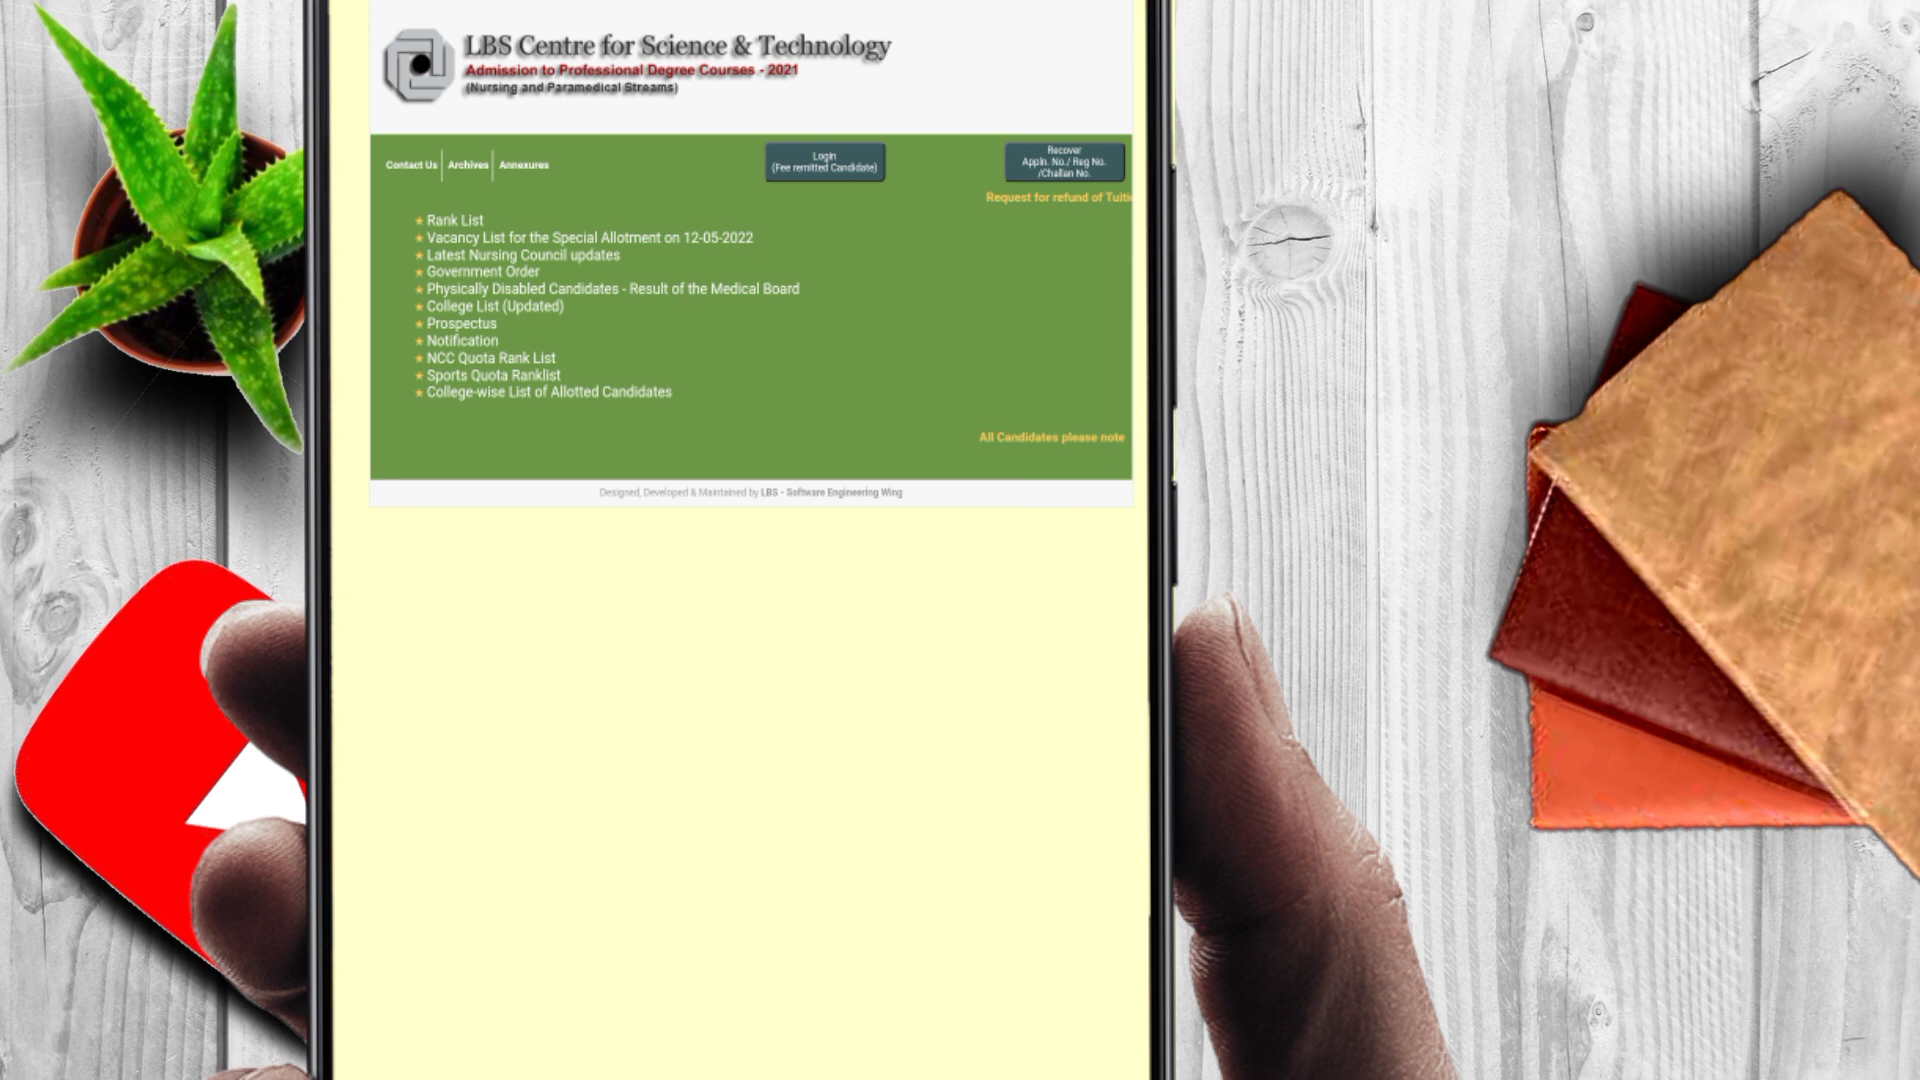 LBS Centre for Science & Technology
Admission to Professional Degree Courses - 2021
(Nursing and Paramedical Streams)
Contact Us
Archives
Annexures
Login
(Fee remitted Candidate)
Recover
Appln. No./ Reg No.
/Challan No.
Request for refund of
Rank List
Vacancy List for the Special Allotment on 12-05-2022
Latest Nursing Council updates
Government Order
Physically Disabled Candidates - Result of the Medical Board
College List (Updated)
Prospectus
Notification
NCC Quota Rank List
Sports Quota Ranklist
College-wise List of Allotted Candidates
All Candidates please note
Designed, Developed & Maintained by LBS - Software Engineering Wing